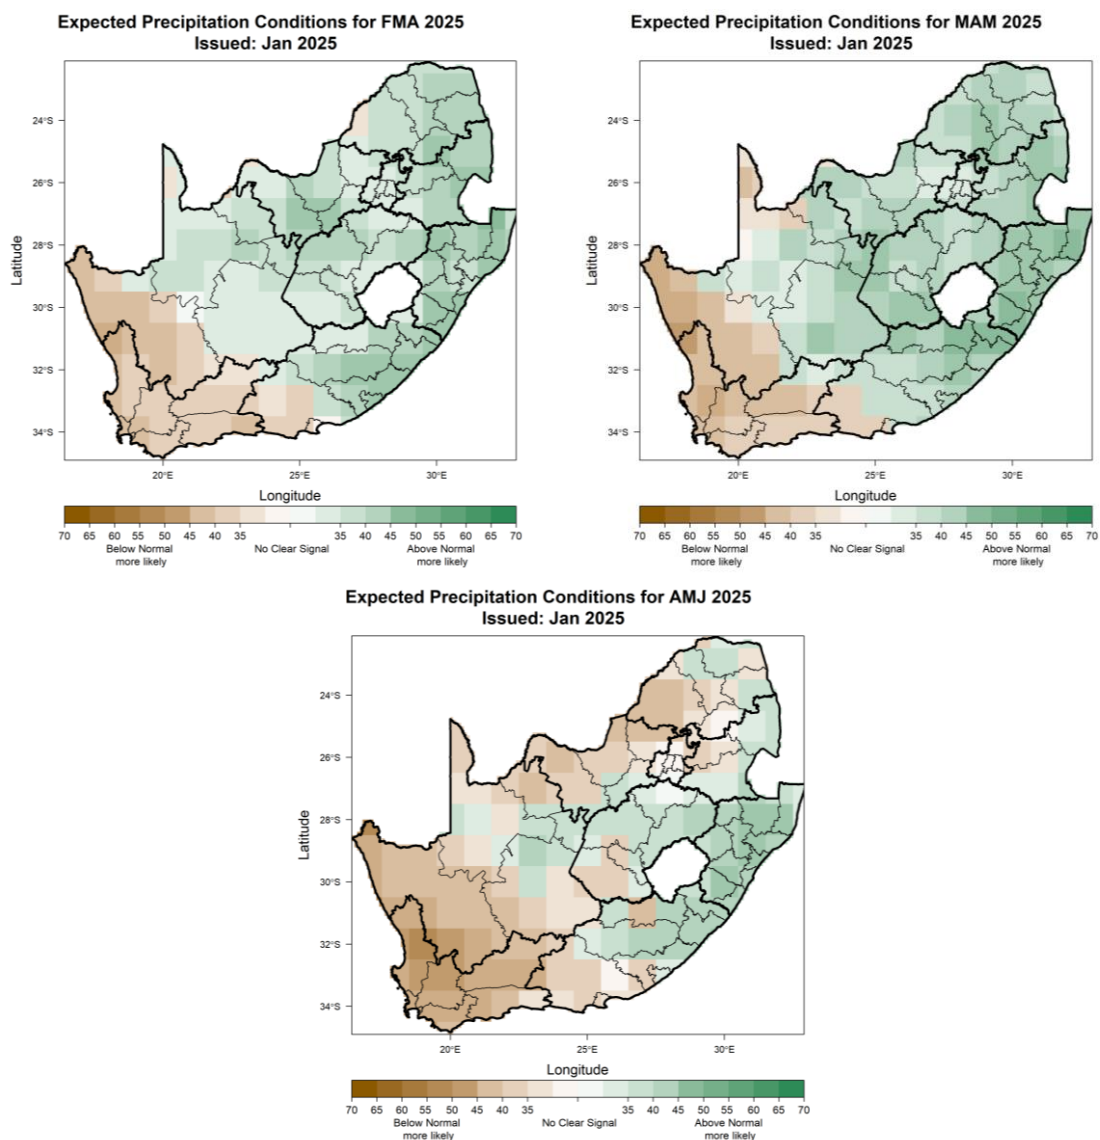 Expected Precipitation Conditions for FMA 2025
Issued: Jan 2025
Latitude
24°S
26°S
28°S
30°S
32°S
34°S
20°E 25°E 30°E
Longitude
70 65 60 55 50 45 40 35 35 40 45 50 55 60 65 70
Below Normal more likely
No Clear Signal
Above Normal more likely
Expected Precipitation Conditions for MAM 2025
Issued: Jan 2025
Latitude
24°S
26°S
28°S
30°S
32°S
34°S
20°E 25°E 30°E
Longitude
70 65 60 55 50 45 40 35 35 40 45 50 55 60 65 70
Below Normal more likely
No Clear Signal
Above Normal more likely
Expected Precipitation Conditions for AMJ 2025
Issued: Jan 2025
Latitude
24°S
26°S
28°S
30°S
32°S
34°S
20°E 25°E 30°E
Longitude
70 65 60 55 50 45 40 35 35 40 45 50 55 60 65 70
Below Normal more likely
No Clear Signal
Above Normal more likely